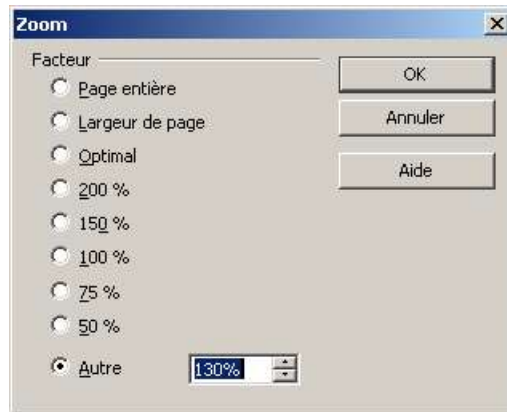 Zoom
Facteur
Page entière
Largeur de page
Optimal
200 %
150 %
100 %
75 %
50 %
Autre 130%
OK
Annuler
Aide